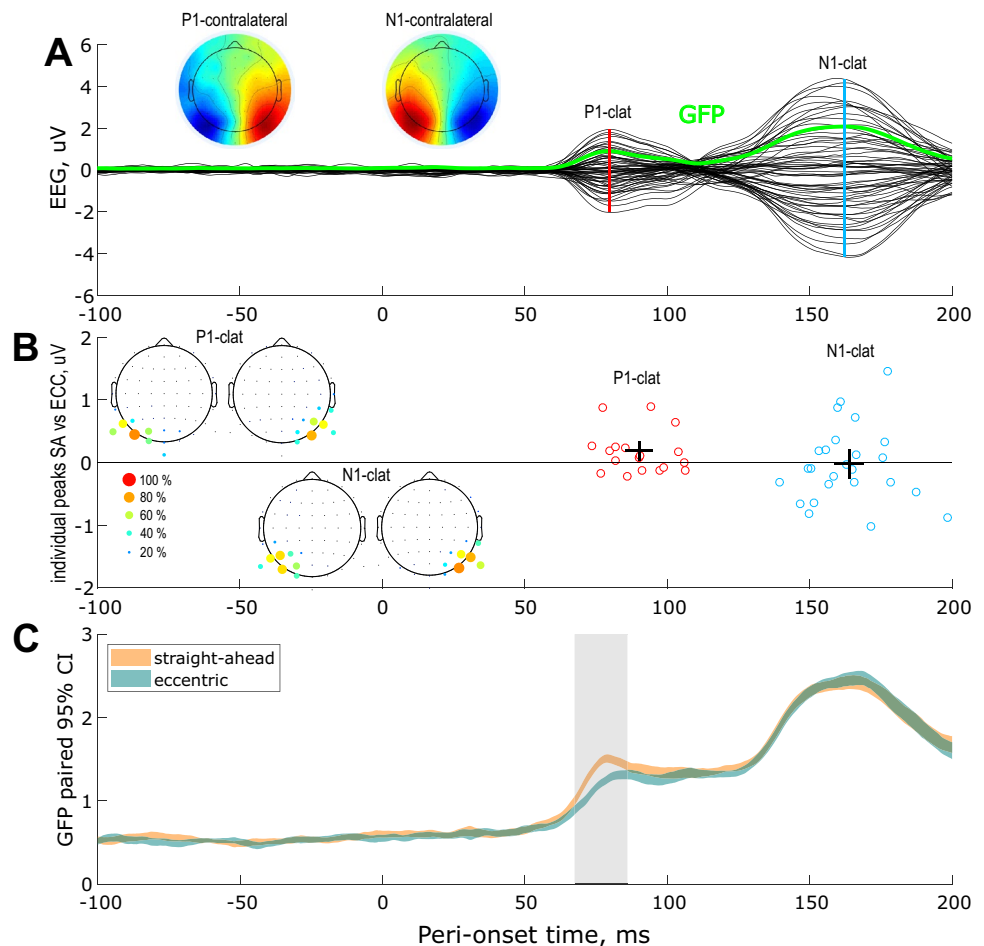 A
P1-contralateral N1-contralateral
P1-clat
N1-clat
GFP
EEG, uV
6
4
2
0
-2
-4
-6
-100 -50 0 50 100 150 200
B
P1-clat
N1-clat
P1-clat
N1-clat
individual peaks SA vs ECC, uV
2
1
0
-1
-2
100 %
80 %
60 %
40 %
20 %
-100 -50 0 50 100 150 200
C
straight-ahead
eccentric
GFP paired 95% CI
3
2
1
0
-100 -50 0 50 100 150 200
Peri-onset time, ms